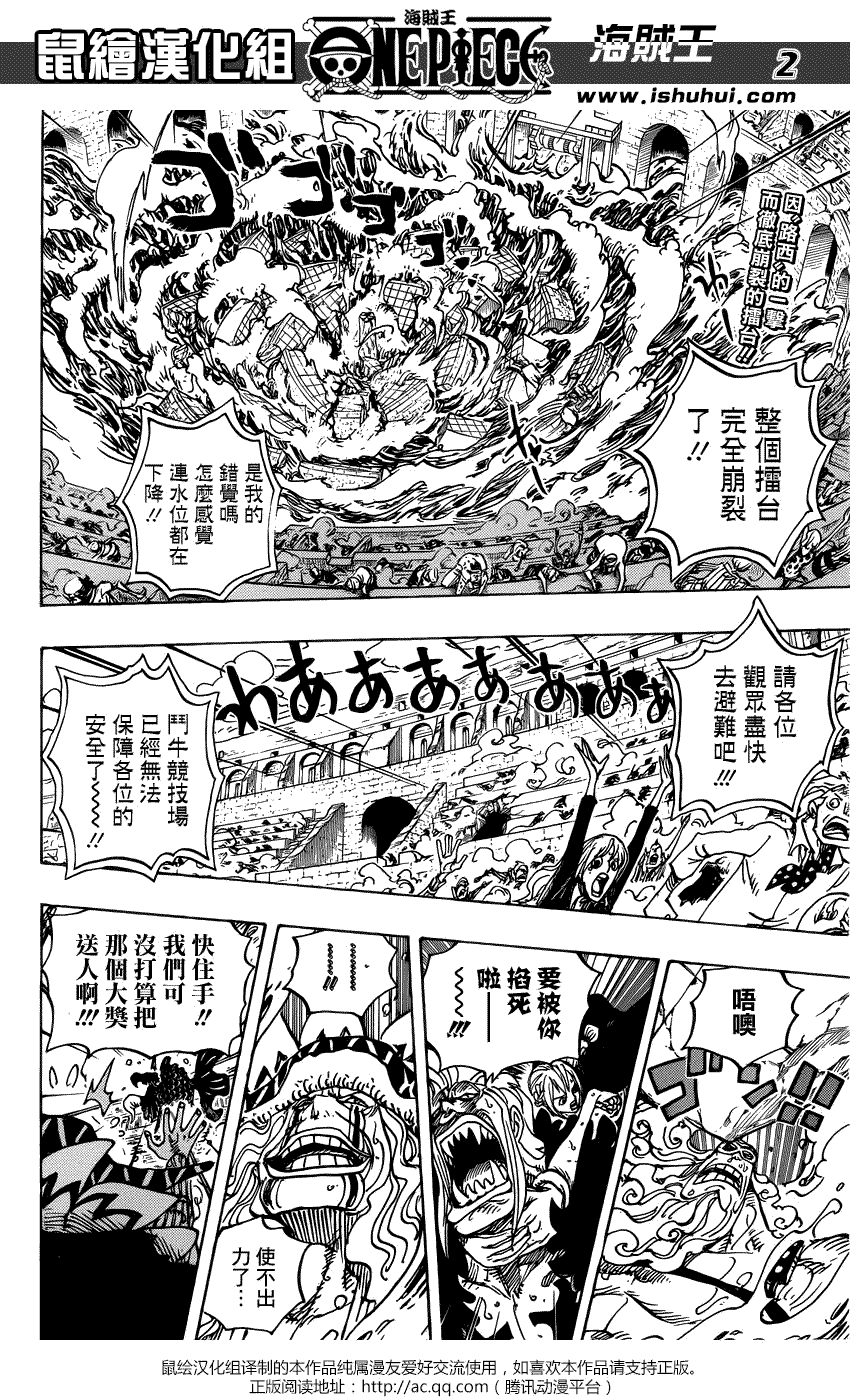 鼠繪漢化組
海賊王
ONE PIECE
海賊王
2
www.ishuhui.com
ゴゴゴゴゴ
因“路西”的一擊
而徹底崩裂的擂台!!
整個擂台
完全崩裂
了!!
是我的
錯覺嗎
怎麼感覺
連水位都在
下降!!
わああああああぁ
請各位
觀眾盡快
去避難吧!!!
鬥牛競技場
已經無法
保障各位的
安全了~~~!!
唔噢
ゴン!!
要被你
掐死
啦——
~~!!!
使不出
力了…
快住手!!
我們可
沒打算把
那個大獎
送人啊!!!
鼠绘汉化组译制的本作品纯属漫友爱好交流使用，如喜欢本作品请支持正版。
正版阅读地址：http://ac.qq.com（腾讯动漫平台）